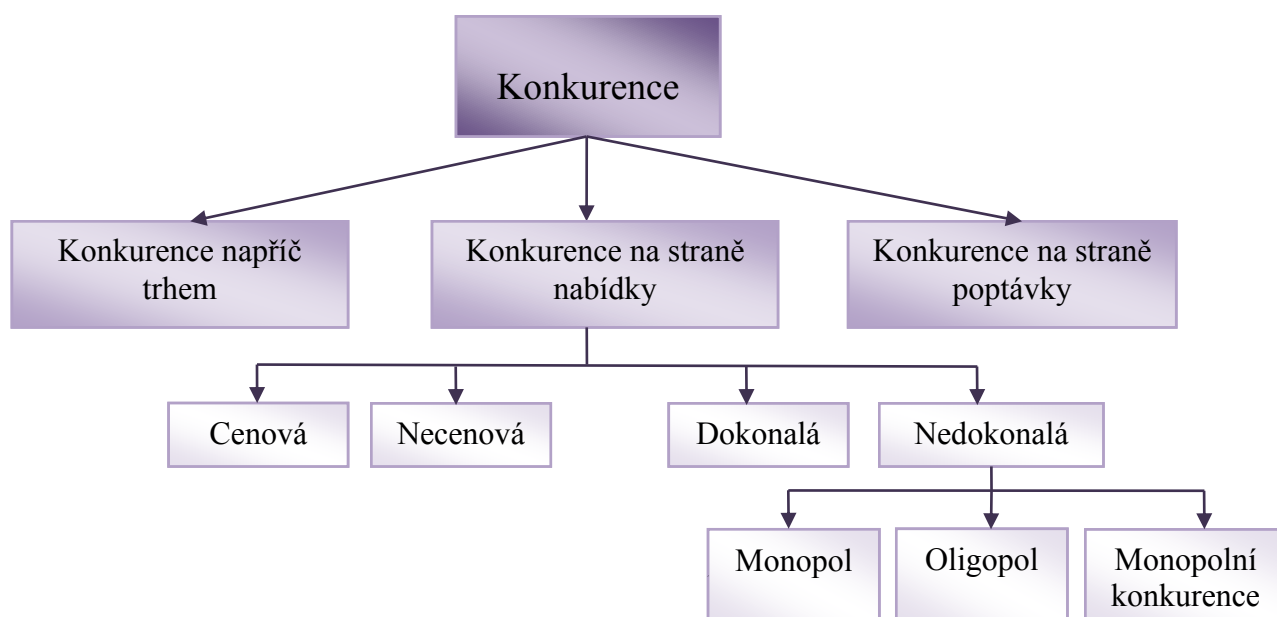 Konkurence
Konkurence napříč
trhem
Konkurence na straně
nabídky
Konkurence na straně
poptávky
Cenová
Necenová
Dokonalá
Nedokonalá
Monopol
Oligopol
Monopolní
konkurence